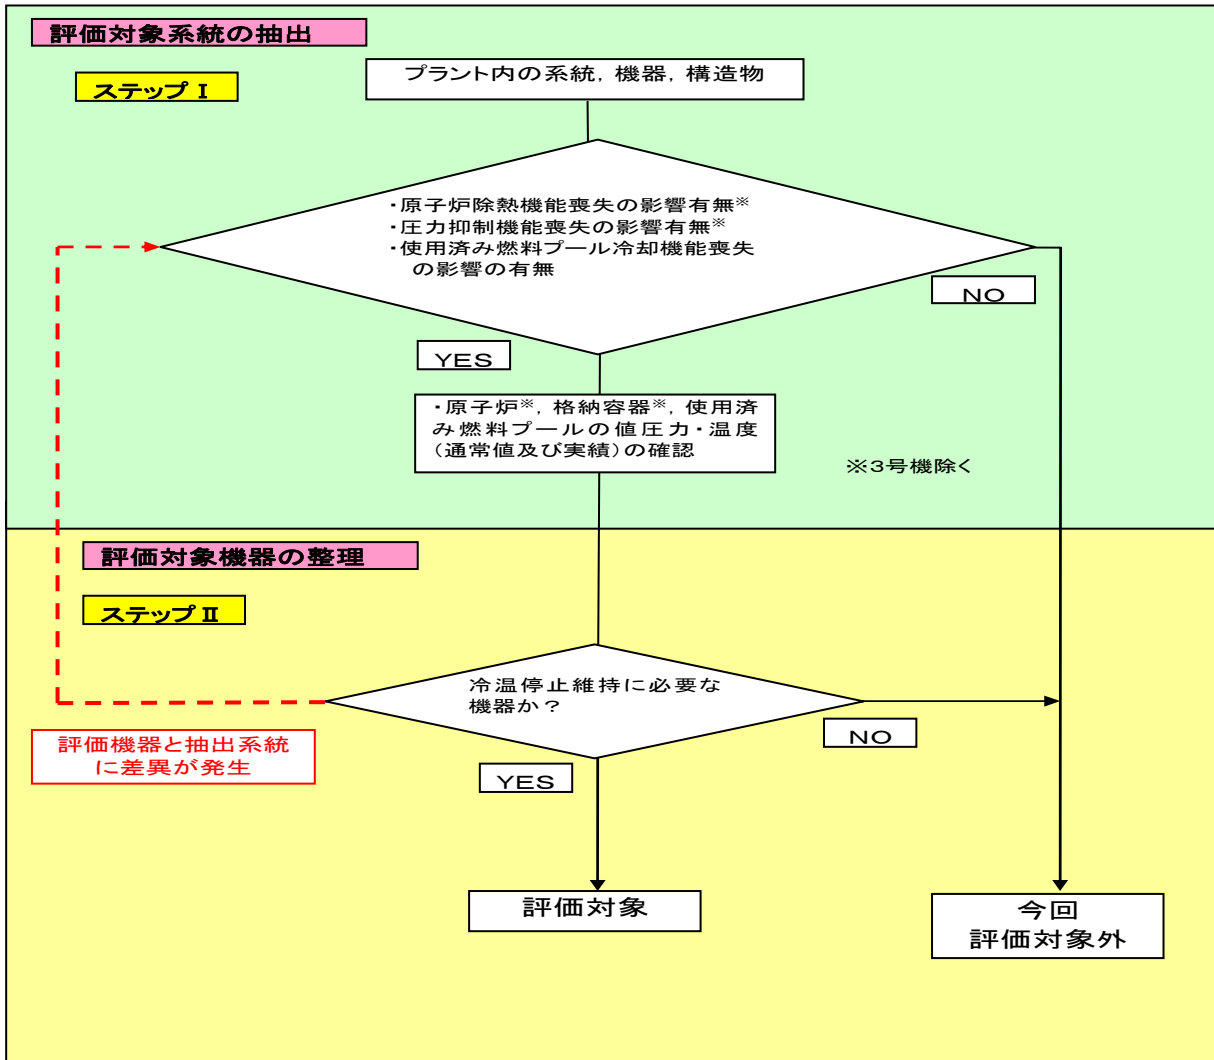 評価対象系統の抽出
ステップⅠ
プラント内の系統, 機器, 構造物
・原子炉除熱機能喪失の影響有無※
・圧力抑制機能喪失の影響有無※
・使用済み燃料プール冷却機能喪失
の影響の有無
NO
YES
・原子炉※, 格納容器※, 使用済
み燃料プールの値圧力・温度
(通常値及び実績)の確認
※3号機除く
評価対象機器の整理
ステップⅡ
冷温停止維持に必要な
機器か?
NO
評価機器と抽出系統
に差異が発生
YES
評価対象
今回
評価対象外